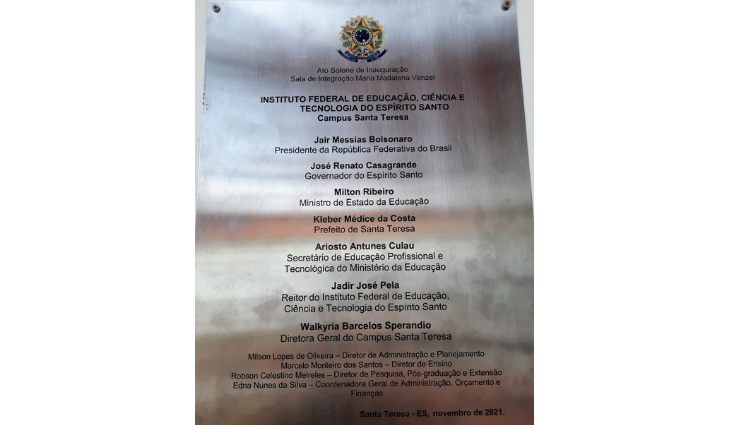 Ato Solene de Inauguração
Sala de Integração Maria Madalena Venzel
INSTITUTO FEDERAL DE EDUCAÇÃO, CIÊNCIA E
TECNOLOGIA DO ESPÍRITO SANTO
Campus Santa Teresa
Jair Messias Bolsonaro
Presidente da República Federativa do Brasil
José Renato Casagrande
Governador do Espírito Santo
Milton Ribeiro
Ministro de Estado da Educação
Kleber Médice da Costa
Prefeito de Santa Teresa
Ariosto Antunes Culau
Secretário de Educação Profissional e
Tecnológica do Ministério da Educação
Jadir José Pela
Reitor do Instituto Federal de Educação,
Ciência e Tecnologia do Espírito Santo
Walkyria Barcelos Sperandio
Diretora Geral do Campus Santa Teresa
Milson Lopes de Oliveira – Diretor de Administração e Planejamento
Marcelo Monteiro dos Santos – Diretor de Ensino
Robson Celestino Meireles – Diretor de Pesquisa, Pós-graduação e Extensão
Edna Nunes da Silva – Coordenadora Geral de Administração, Orçamento e
Finanças
Santa Teresa - ES, novembro de 2021.